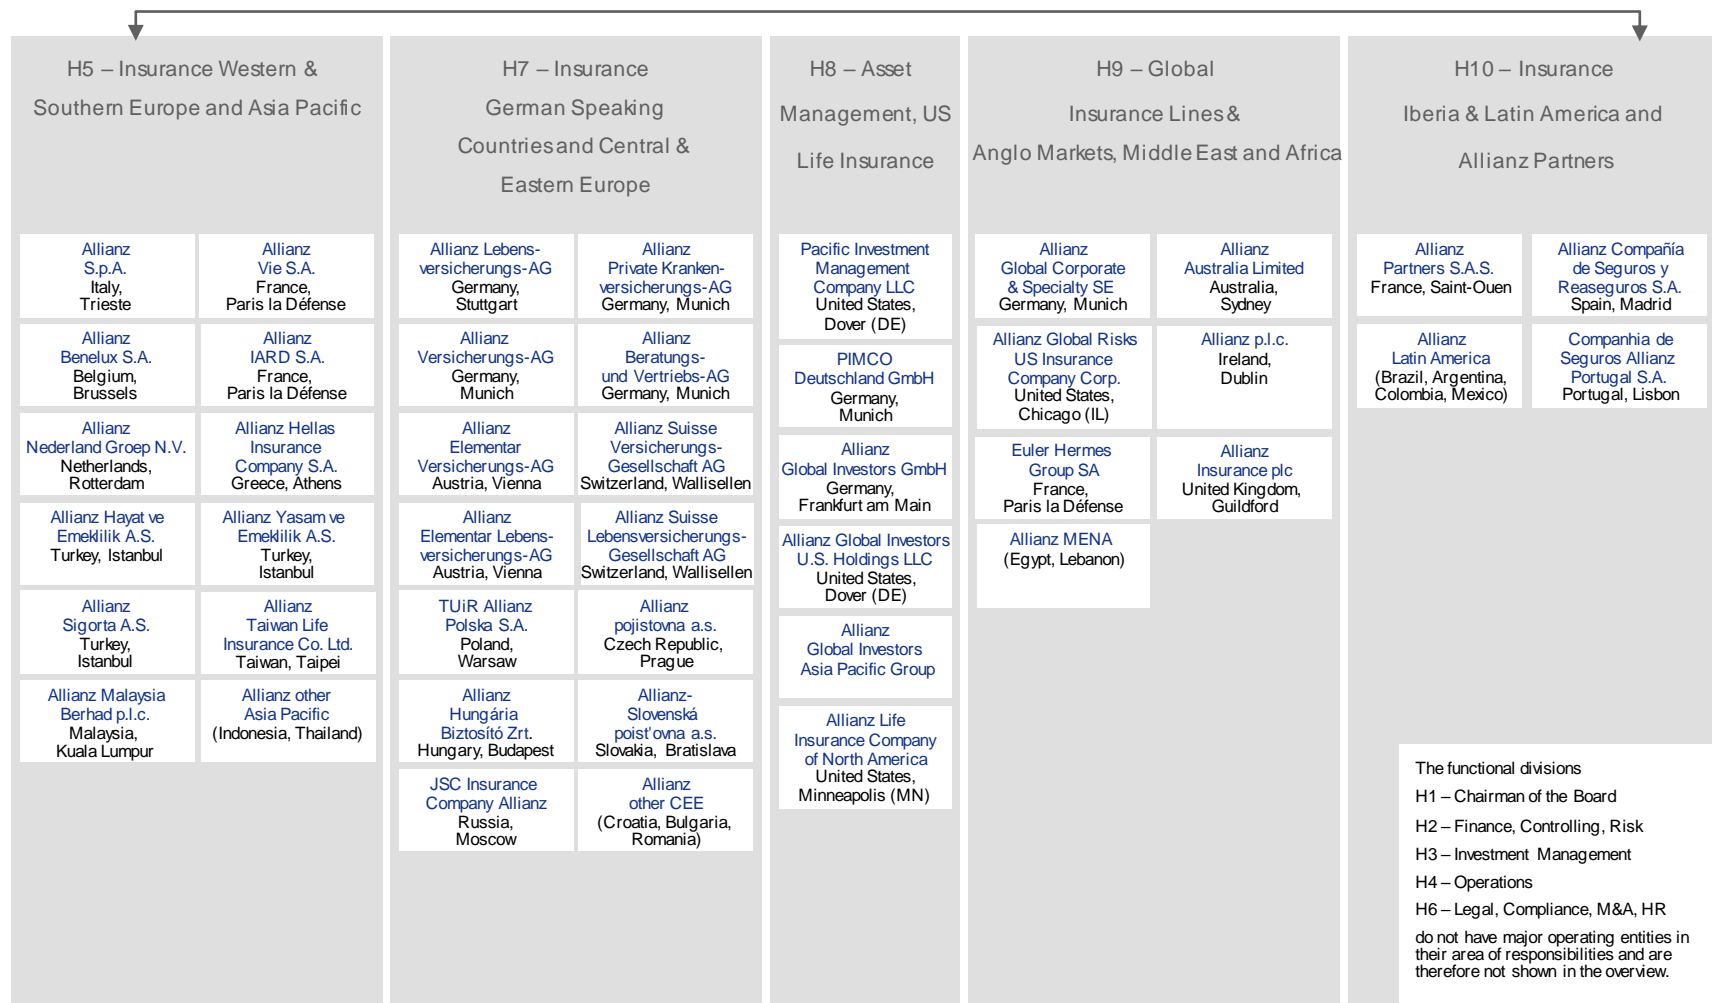 H5 – Insurance Western &
Southern Europe and Asia Pacific
Allianz
S.p.A.
Italy,
Trieste
Allianz
Vie S.A.
France,
Paris la Défense
Allianz
Benelux S.A.
Belgium,
Brussels
Allianz
IARD S.A.
France,
Paris la Défense
Allianz
Nederland Groep N.V.
Netherlands,
Rotterdam
Allianz Hellas
Insurance
Company S.A.
Greece, Athens
Allianz Hayat ve
Emeklilik A.S.
Turkey, Istanbul
Allianz Yasam ve
Emeklilik A.S.
Turkey,
Istanbul
Allianz
Sigorta A.S.
Turkey,
Istanbul
Allianz
Taiwan Life
Insurance Co. Ltd.
Taiwan, Taipei
Allianz Malaysia
Berhad p.l.c.
Malaysia,
Kuala Lumpur
Allianz other
Asia Pacific
(Indonesia, Thailand)
H7 – Insurance
German Speaking
Countries and Central &
Eastern Europe
Allianz Lebens-
versicherungs-AG
Germany,
Stuttgart
Allianz
Private Kranken-
versicherungs-AG
Germany, Munich
Allianz
Versicherungs-AG
Germany,
Munich
Allianz
Beratungs-
und Vertriebs-AG
Germany, Munich
Allianz
Elementar
Versicherungs-AG
Austria, Vienna
Allianz Suisse
Versicherungs-
Gesellschaft AG
Switzerland, Wallisellen
Allianz
Elementar Lebens-
versicherungs-AG
Austria, Vienna
Allianz Suisse
Lebensversicherungs-
Gesellschaft AG
Switzerland, Wallisellen
TUiR Allianz
Polska S.A.
Poland,
Warsaw
Allianz
pojistovna a.s.
Czech Republic,
Prague
Allianz
Hungária
Biztosító Zrt.
Hungary, Budapest
Allianz-
Slovenská
poist'ovna a.s.
Slovakia, Bratislava
JSC Insurance
Company Allianz
Russia,
Moscow
Allianz
other CEE
(Croatia, Bulgaria,
Romania)
H8 – Asset
Management, US
Life Insurance
Pacific Investment
Management
Company LLC
United States,
Dover (DE)
PIMCO
Deutschland GmbH
Germany,
Munich
Allianz
Global Investors GmbH
Germany,
Frankfurt am Main
Allianz Global Investors
U.S. Holdings LLC
United States,
Dover (DE)
Allianz
Global Investors
Asia Pacific Group
Allianz Life
Insurance Company
of North America
United States,
Minneapolis (MN)
H9 – Global
Insurance Lines &
Anglo Markets, Middle East and Africa
Allianz
Global Corporate
& Specialty SE
Germany, Munich
Allianz
Australia Limited
Australia,
Sydney
Allianz Global Risks
US Insurance
Company Corp.
United States,
Chicago (IL)
Allianz p.l.c.
Ireland,
Dublin
Euler Hermes
Group SA
France,
Paris la Défense
Allianz
Insurance plc
United Kingdom,
Guildford
Allianz MENA
(Egypt, Lebanon)
H10 – Insurance
Iberia & Latin America and
Allianz Partners
Allianz
Partners S.A.S.
France, Saint-Ouen
Allianz Compañía
de Seguros y
Reaseguros S.A.
Spain, Madrid
Allianz
Latin America
(Brazil, Argentina,
Colombia, Mexico)
Companhia de
Seguros Allianz
Portugal S.A.
Portugal, Lisbon
The functional divisions
H1 – Chairman of the Board
H2 – Finance, Controlling, Risk
H3 – Investment Management
H4 – Operations
H6 – Legal, Compliance, M&A, HR
do not have major operating entities in
their area of responsibilities and are
therefore not shown in the overview.